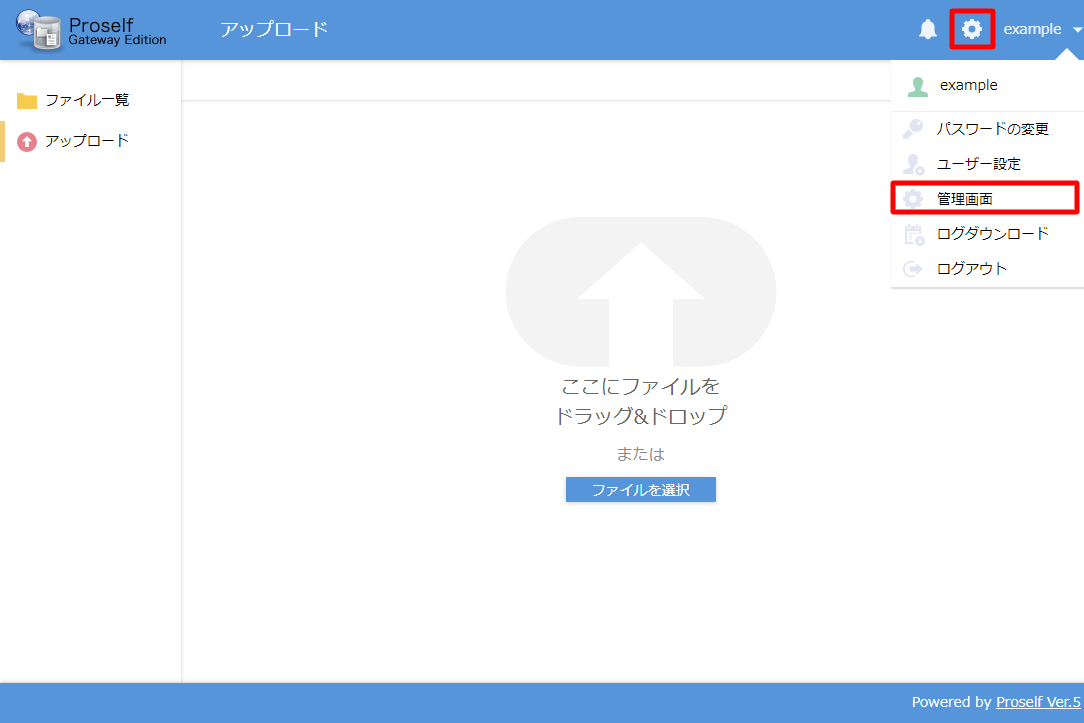 Proself
Gateway Edition
アップロード
example
ファイル一覧
アップロード
example
パスワードの変更
ユーザー設定
管理画面
ログダウンロード
ログアウト
ここにファイルを
ドラッグ&ドロップ
または
ファイルを選択
Powered by Proself Ver.5